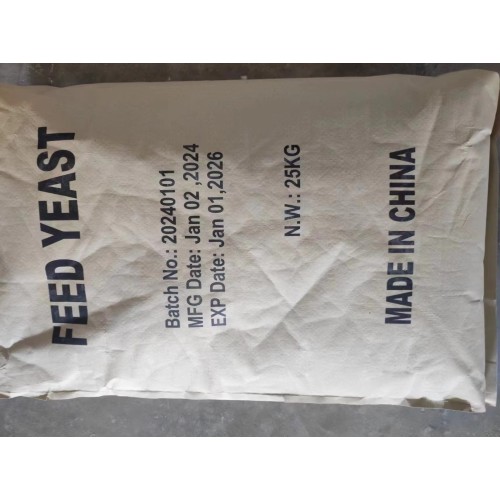 FEED YEAST
Batch No.: 20240101
MFG Date: Jan 02 ,2024
EXP Date: Jan 01,2026
N.W.: 25KG
MADE IN CHINA